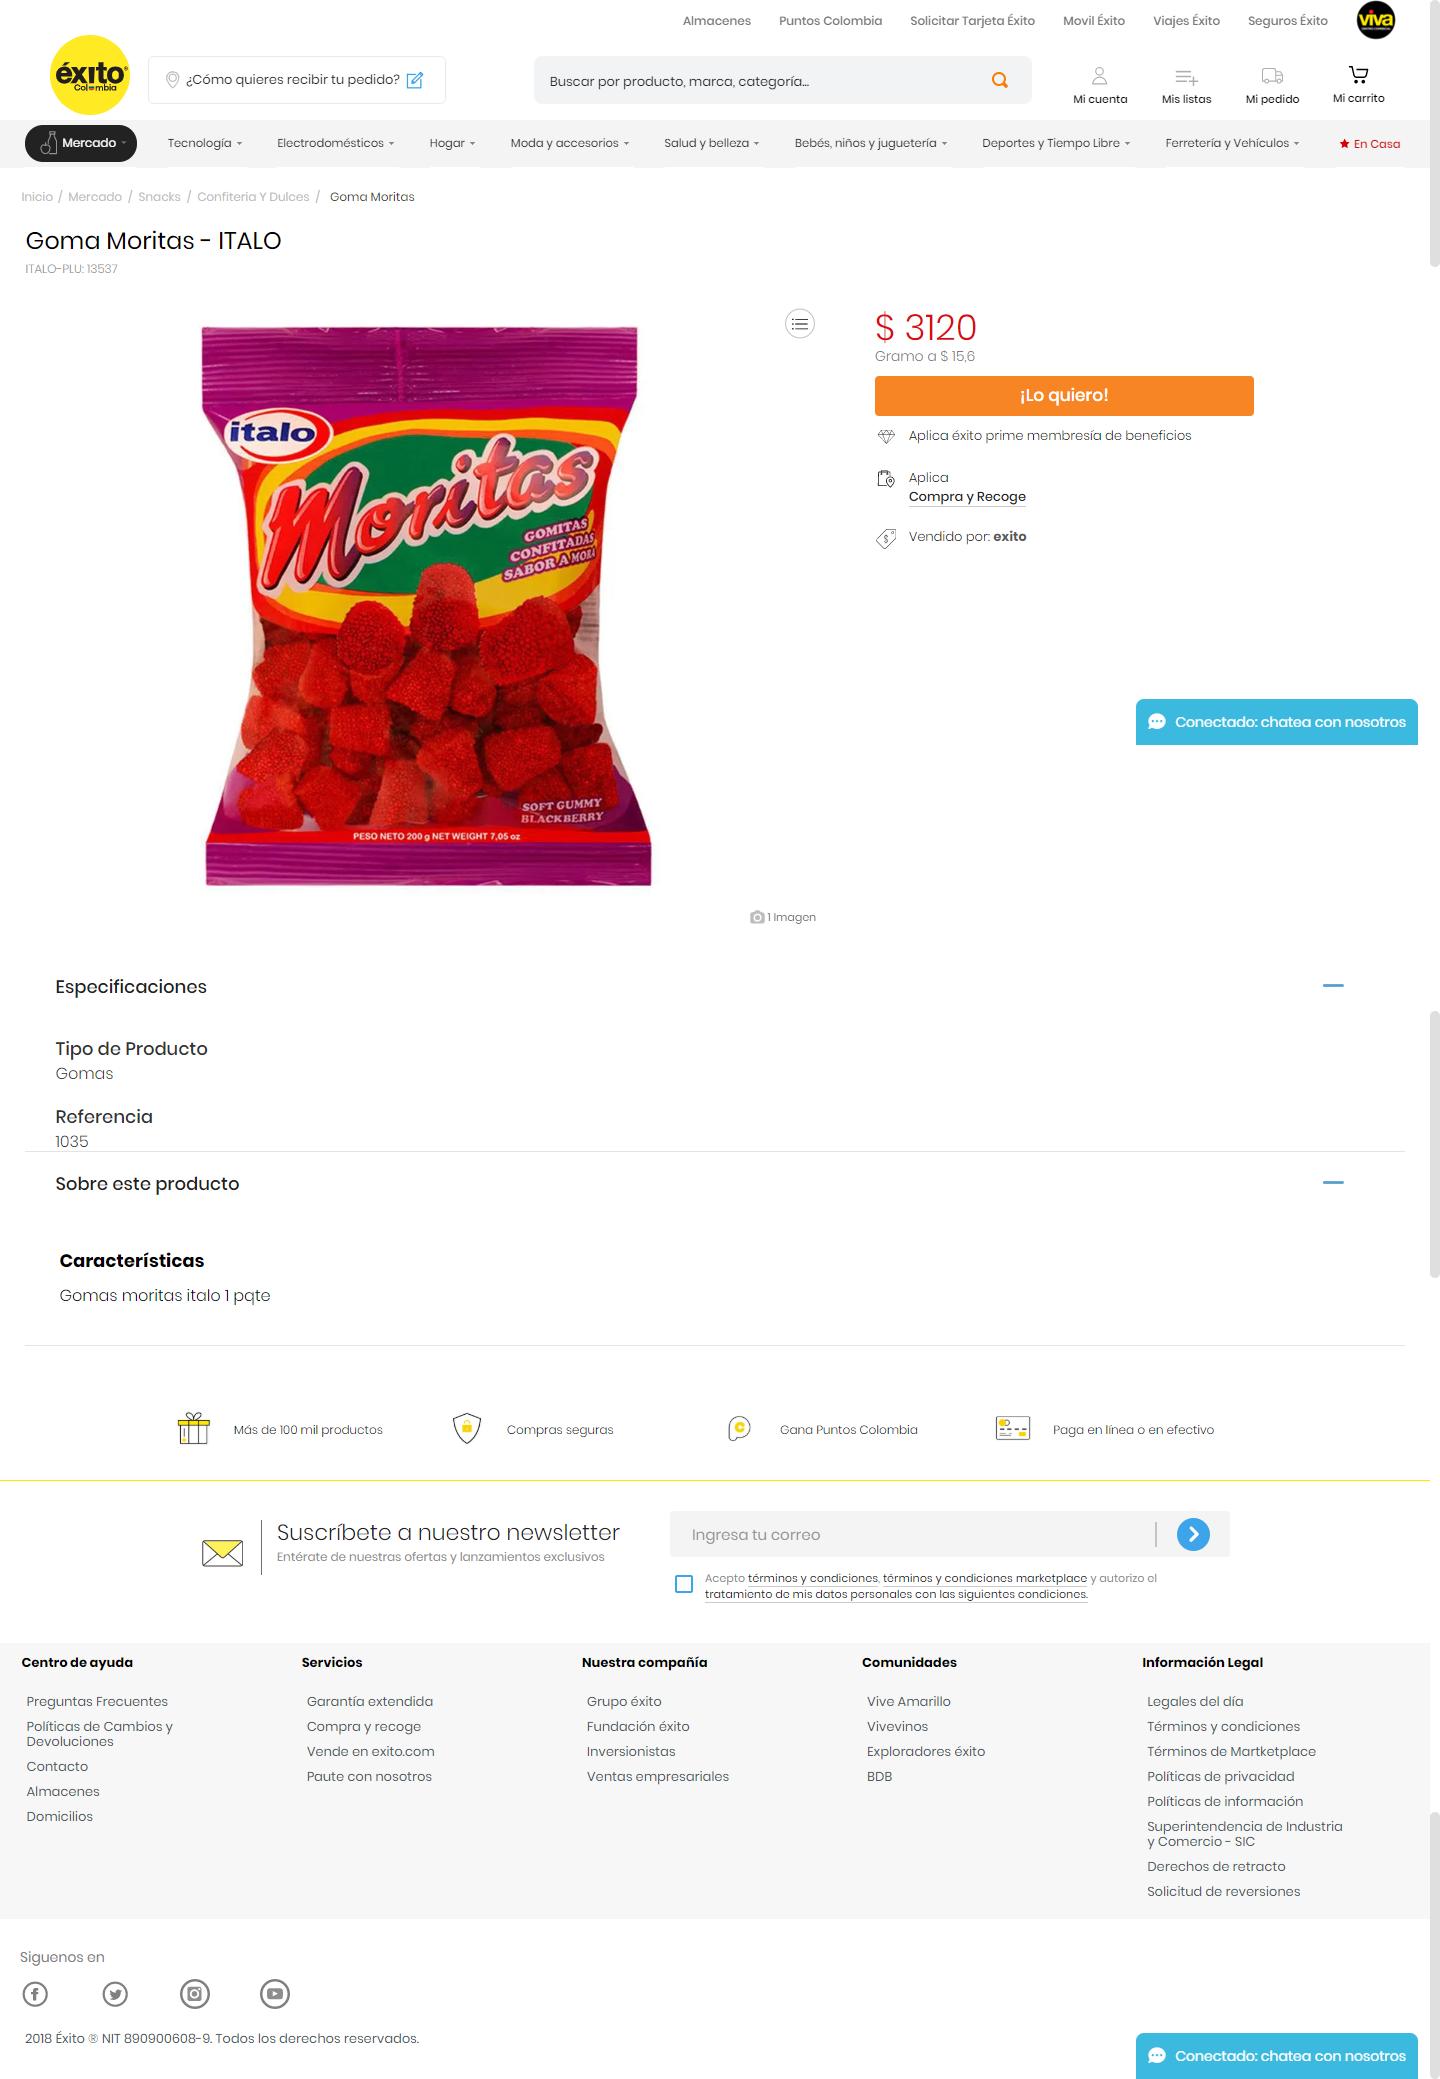 Almacenes
Puntos Colombia
Solicitar Tarjeta Éxito
Movil Éxito
Viajes Éxito
Seguros Éxito
viva
éxito
Colombia
¿Cómo quieres recibir tu pedido?
Buscar por producto, marca, categoría...
Mi cuenta
Mis listas
Mi pedido
Mi carrito
Mercado
Tecnología
Electrodomésticos
Hogar
Moda y accesorios
Salud y belleza
Bebés, niños y juguetería
Deportes y Tiempo Libre
Ferretería y Vehículos
En Casa
Inicio / Mercado / Snacks / Confiteria Y Dulces / Goma Moritas
Goma Moritas - ITALO
ITALO-PLU: 13537
italo
Moritas
GOMITAS
CONFITADAS
SABOR A MORA
SOFT GUMMY
BLACKBERRY
PESO NETO 200 g NET WEIGHT 7,05 oz
$ 3120
Gramo a $ 15,6
¡Lo quiero!
Aplica éxito prime membresía de beneficios
Aplica
Compra y Recoge
Vendido por: exito
Conectado: chatea con nosotros
1 Imagen
Especificaciones
Tipo de Producto
Gomas
Referencia
1035
Sobre este producto
Características
Gomas moritas italo 1 pqte
Más de 100 mil productos
Compras seguras
Gana Puntos Colombia
Paga en línea o en efectivo
Suscríbete a nuestro newsletter
Entérate de nuestras ofertas y lanzamientos exclusivos
Ingresa tu correo
Acepto términos y condiciones, términos y condiciones marketplace y autorizo el
tratamiento de mis datos personales con las siguientes condiciones.
Centro de ayuda
Preguntas Frecuentes
Políticas de Cambios y
Devoluciones
Contacto
Almacenes
Domicilios
Servicios
Garantía extendida
Compra y recoge
Vende en exito.com
Paute con nosotros
Nuestra compañía
Grupo éxito
Fundación éxito
Inversionistas
Ventas empresariales
Comunidades
Vive Amarillo
Vivevinos
Exploradores éxito
BDB
Información Legal
Legales del día
Términos y condiciones
Términos de Martketplace
Políticas de privacidad
Políticas de información
Superintendencia de Industria
y Comercio - SIC
Derechos de retracto
Solicitud de reversiones
Siguenos en
2018 Éxito ® NIT 890900608-9. Todos los derechos reservados.
Conectado: chatea con nosotros